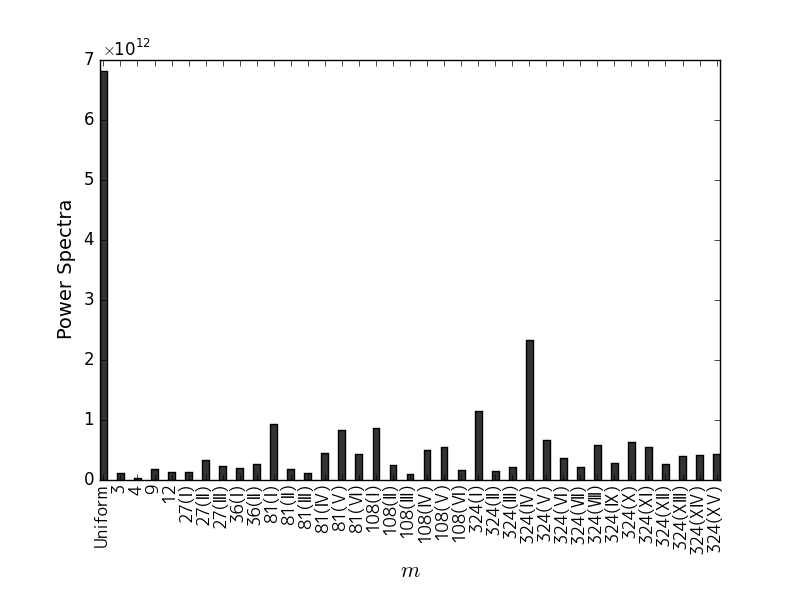 ×10¹²
7
6
5
4
3
2
1
0
Power Spectra
Uniform
3
4
9
12
27(I)
27(II)
27(III)
36(I)
36(II)
81(I)
81(II)
81(III)
81(IV)
81(V)
81(VI)
108(I)
108(II)
108(III)
108(IV)
108(V)
108(VI)
324(I)
324(II)
324(III)
324(IV)
324(V)
324(VI)
324(VII)
324(VIII)
324(IX)
324(X)
324(XI)
324(XII)
324(XIII)
324(XIV)
324(XV)
m